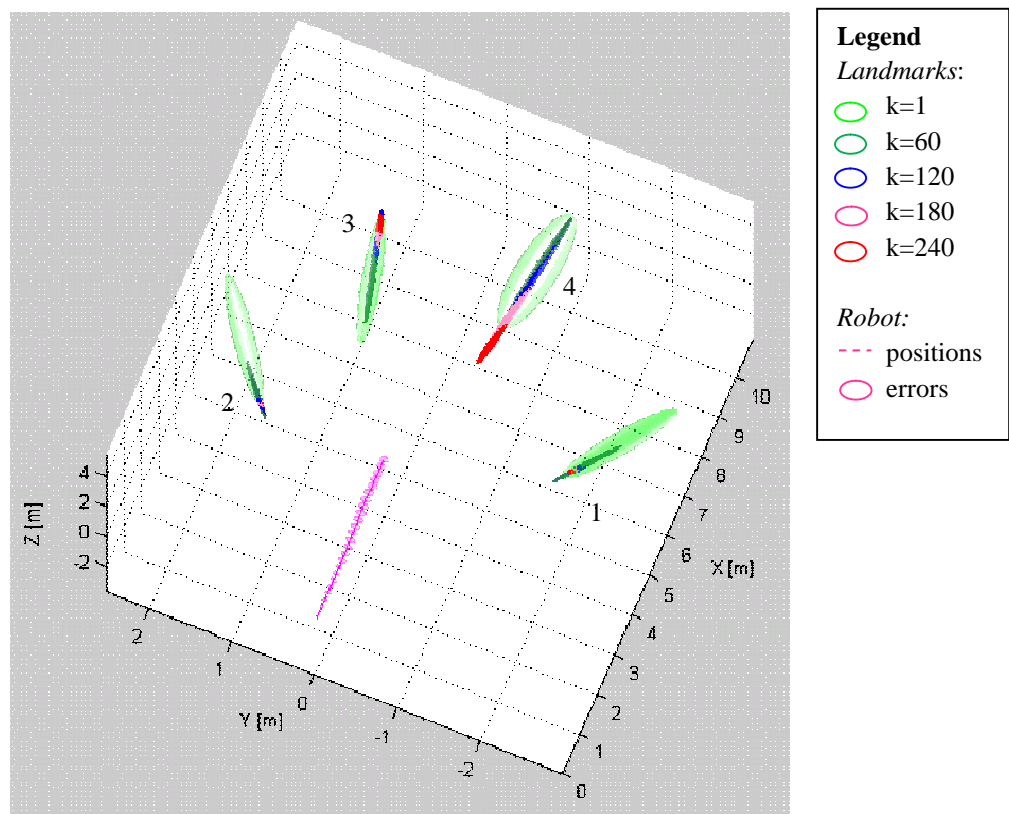 3
4
2
1
4
2
0
-2
Z [m]
2
1
0
-1
-2
Y [m]
0
1
2
3
4
5
6
7
8
9
10
X [m]
Legend
Landmarks:
k=1
k=60
k=120
k=180
k=240
Robot:
positions
errors